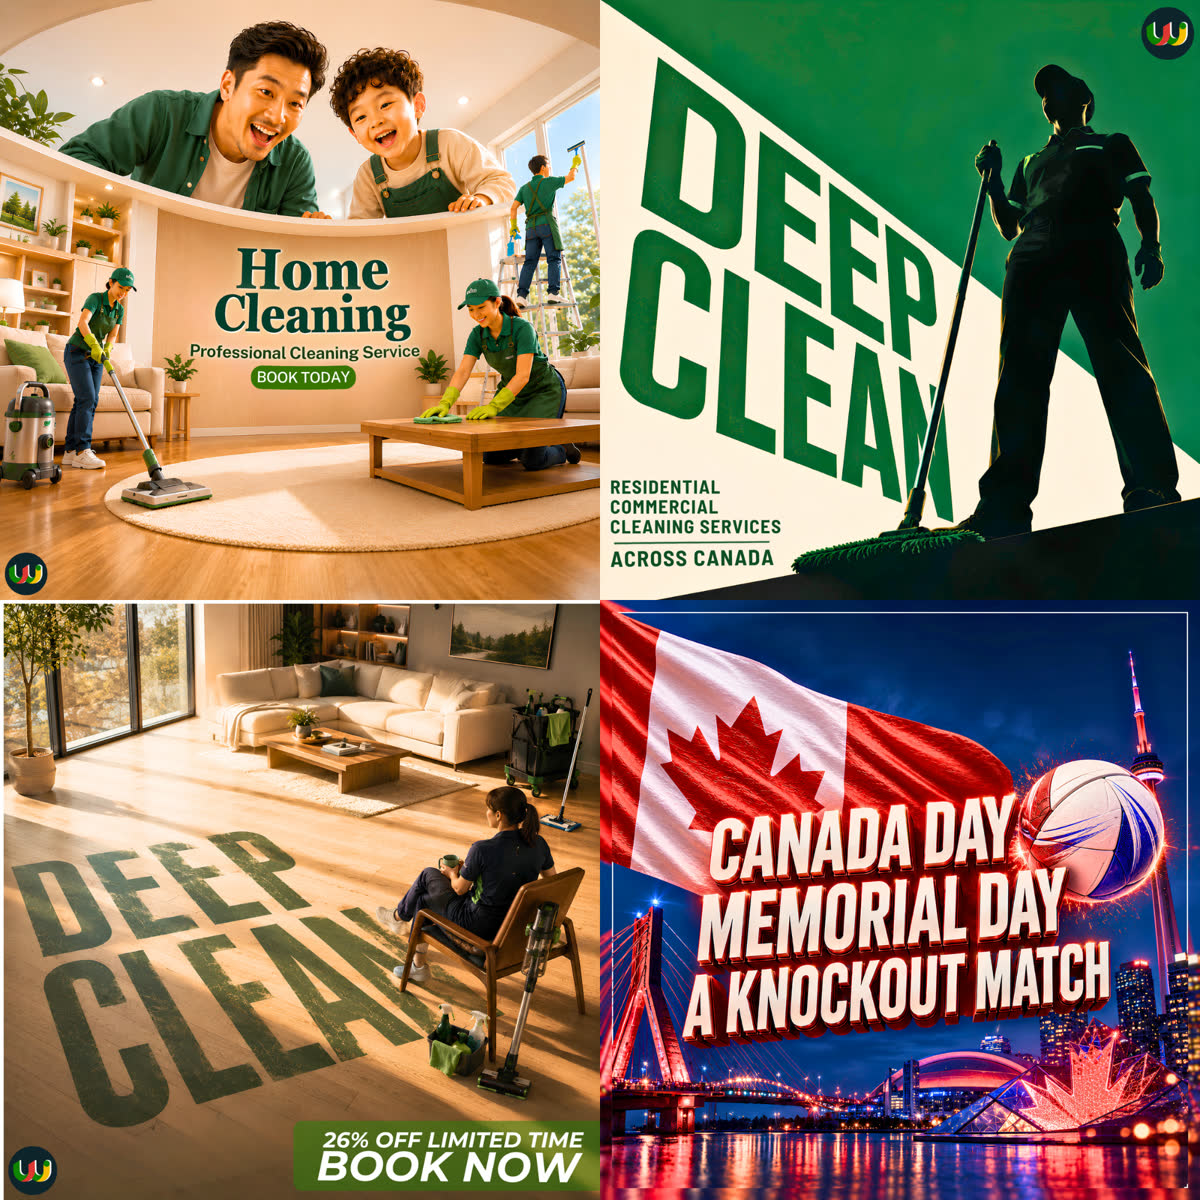 Home
Cleaning
Professional Cleaning Service
BOOK TODAY
DEEP
CLEAN
RESIDENTIAL
COMMERCIAL
CLEANING SERVICES
ACROSS CANADA
DEEP
CLEAN
26% OFF LIMITED TIME
BOOK NOW
CANADA DAY
MEMORIAL DAY
A KNOCKOUT MATCH